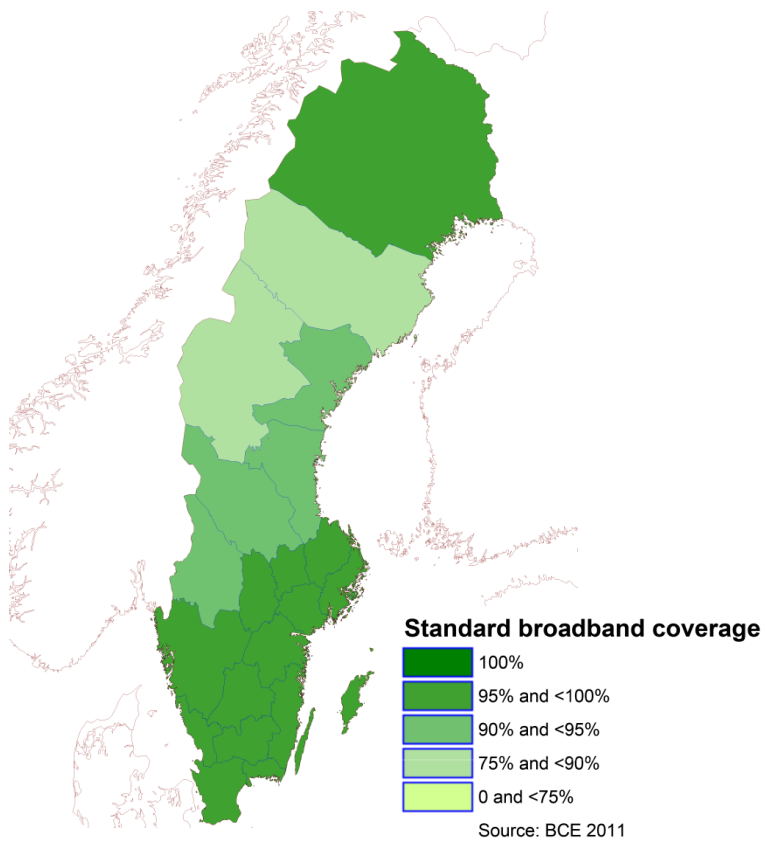 Standard broadband coverage
100%
95% and <100%
90% and <95%
75% and <90%
0 and <75%
Source: BCE 2011